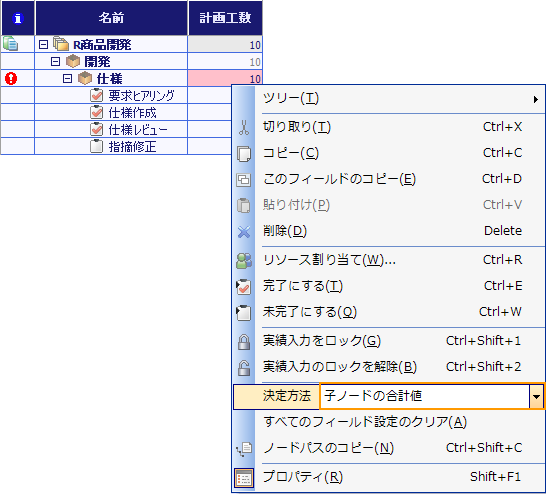 名前 計画工数
R商品開発 10
開発 10
仕様 10
要求ヒアリング
仕様作成
仕様レビュー
指摘修正
ツリー(T)
切り取り(T) Ctrl+X
コピー(C) Ctrl+C
このフィールドのコピー(E) Ctrl+D
貼り付け(P) Ctrl+V
削除(D) Delete
リソース割り当て(W)... Ctrl+R
完了にする(T) Ctrl+E
未完了にする(Q) Ctrl+W
実績入力をロック(G) Ctrl+Shift+1
実績入力のロックを解除(B) Ctrl+Shift+2
決定方法 子ノードの合計値
すべてのフィールド設定のクリア(A)
ノードパスのコピー(N) Ctrl+Shift+C
プロパティ(R) Shift+F1